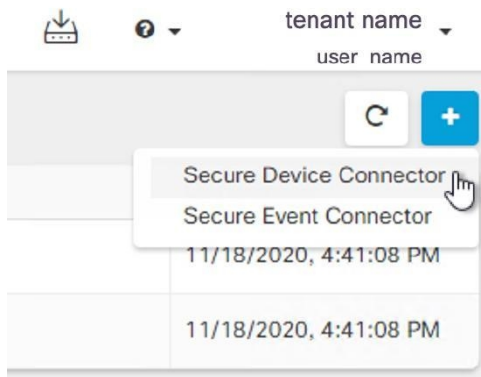 tenant name
user name
Secure Device Connector
Secure Event Connector
11/18/2020, 4:41:08 PM
11/18/2020, 4:41:08 PM